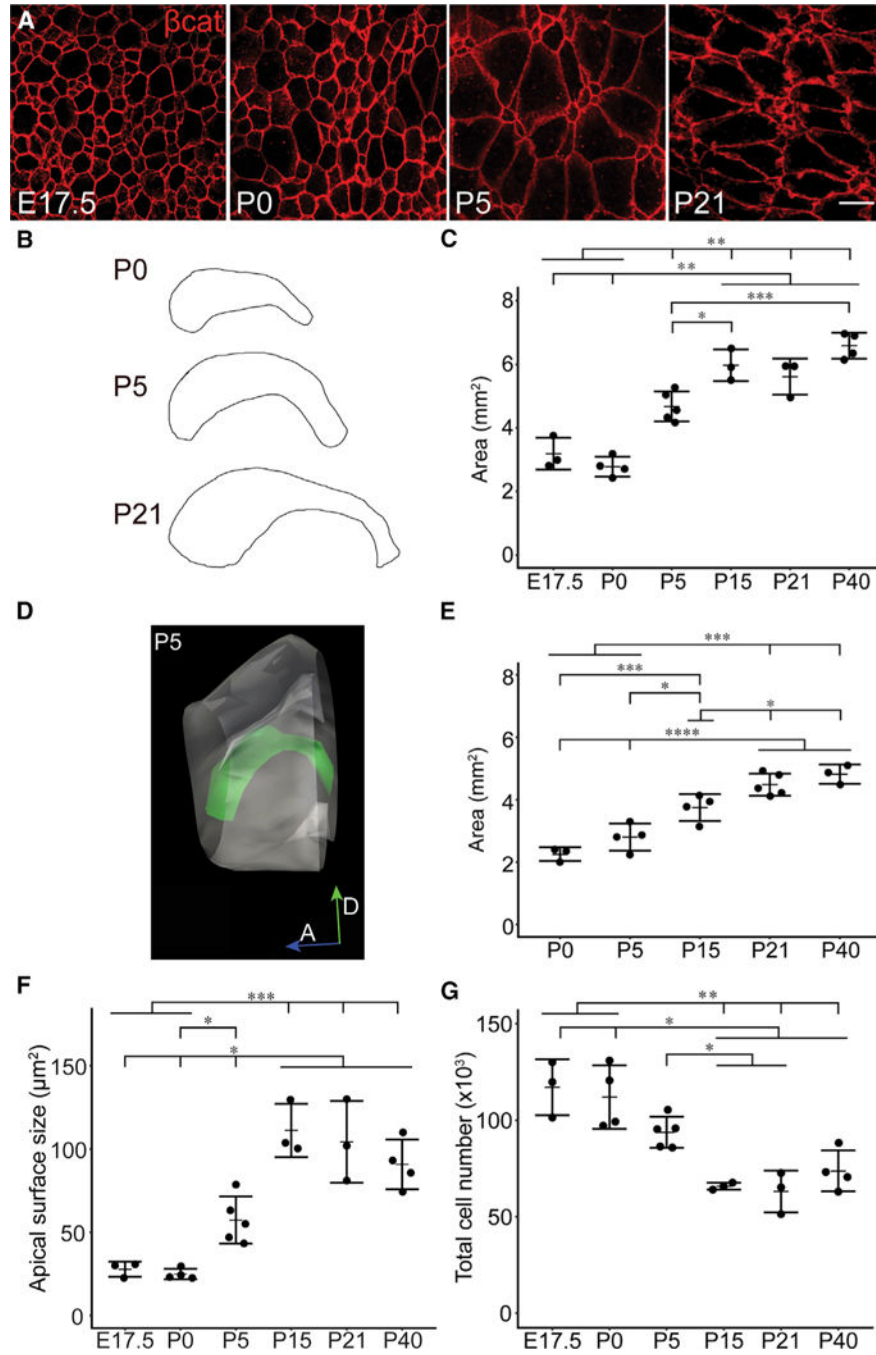 A
βcat
E17.5
P0
P5
P21
B
P0
P5
P21
C
**
**
***
*
8
6
4
2
0
Area (mm²)
E17.5 P0 P5 P15 P21 P40
D
P5
D
A
E
***
***
*
*
****
8
6
4
2
0
Area (mm²)
P0 P5 P15 P21 P40
F
***
*
*
150
100
50
0
Apical surface size (µm²)
E17.5 P0 P5 P15 P21 P40
G
**
*
*
150
100
50
0
Total cell number (x10³)
E17.5 P0 P5 P15 P21 P40